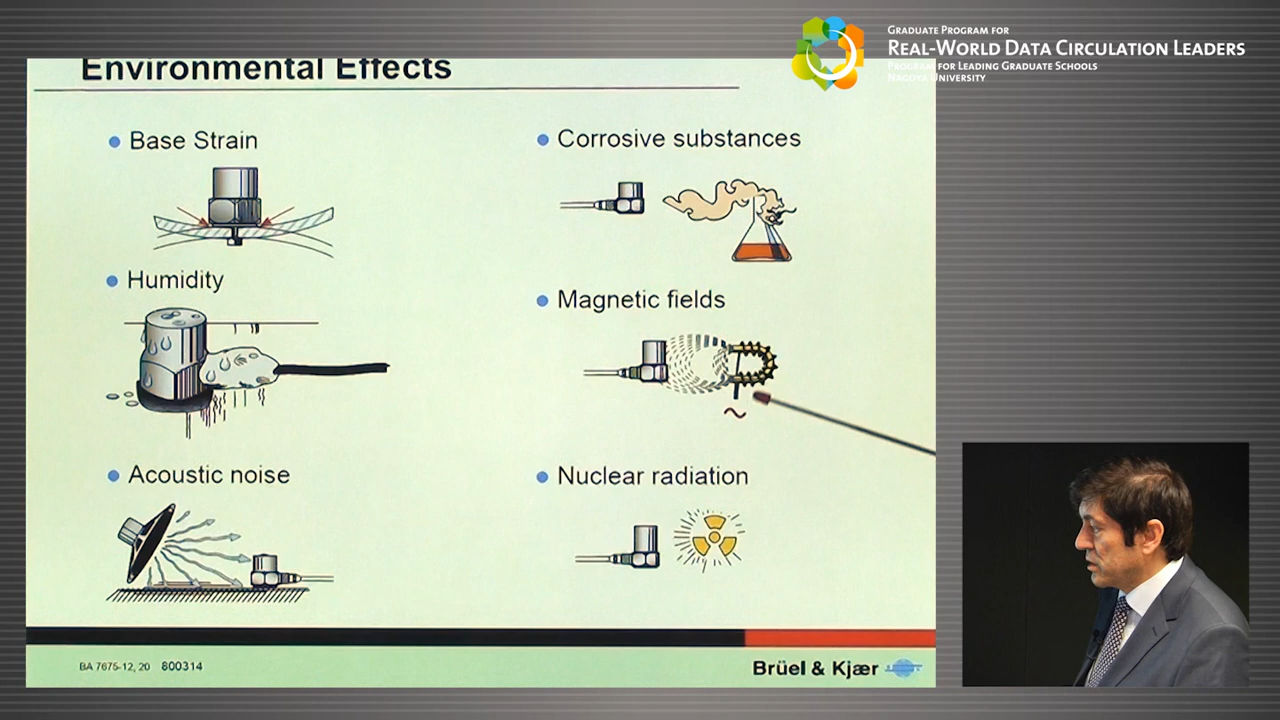 GRADUATE PROGRAM FOR
REAL-WORLD DATA CIRCULATION LEADERS
PROGRAM FOR LEADING GRADUATE SCHOOLS
NAGOYA UNIVERSITY
Environmental Effects
Base Strain
Humidity
Acoustic noise
Corrosive substances
Magnetic fields
~
Nuclear radiation
BA 7675-12, 20 800314
Brüel & Kjær